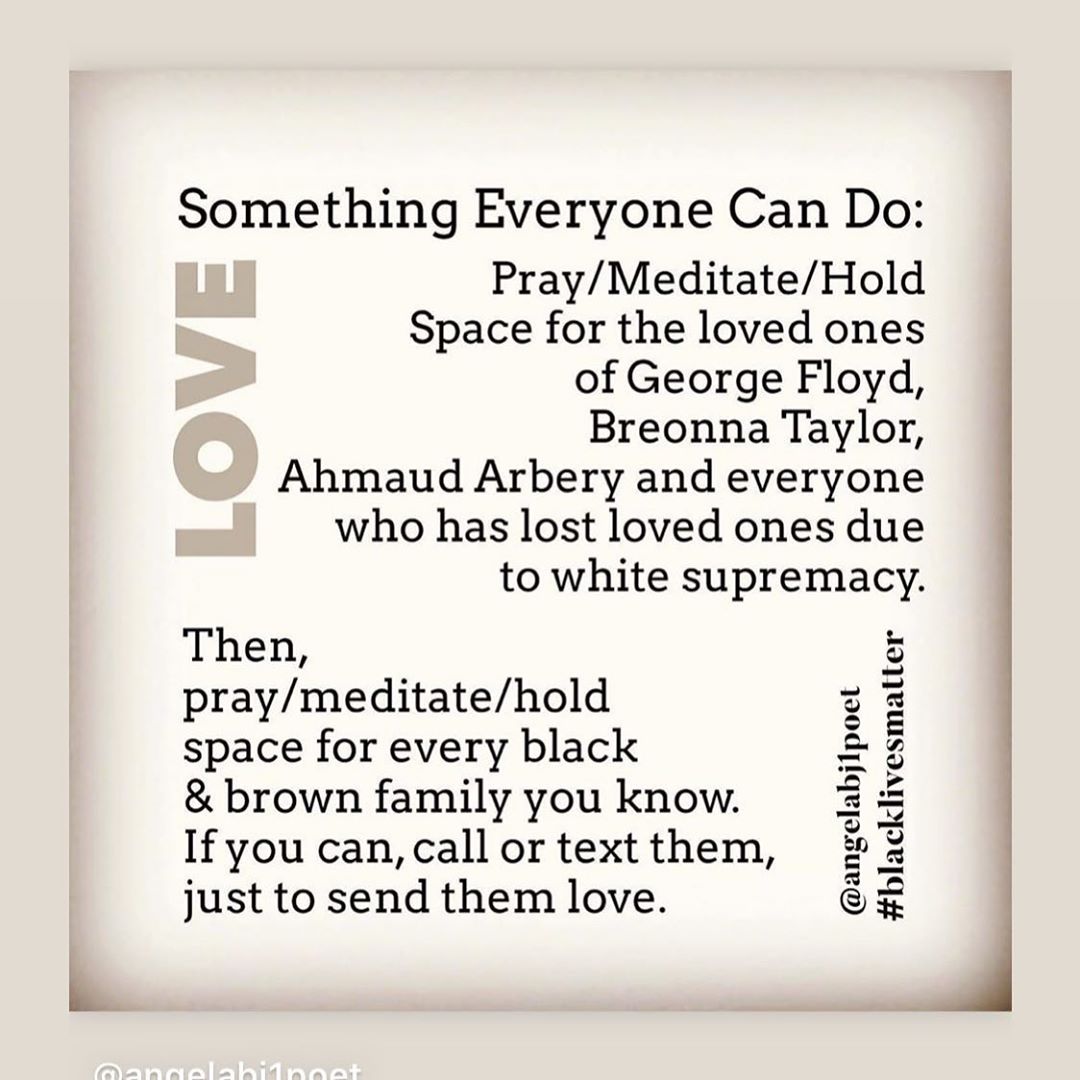 Something Everyone Can Do:
LOVE
Pray/Meditate/Hold
Space for the loved ones
of George Floyd,
Breonna Taylor,
Ahmaud Arbery and everyone
who has lost loved ones due
to white supremacy.
Then,
pray/meditate/hold
space for every black
& brown family you know.
If you can, call or text them,
just to send them love.
@angelabj1poet
#blacklivesmatter
@angelabj1poet